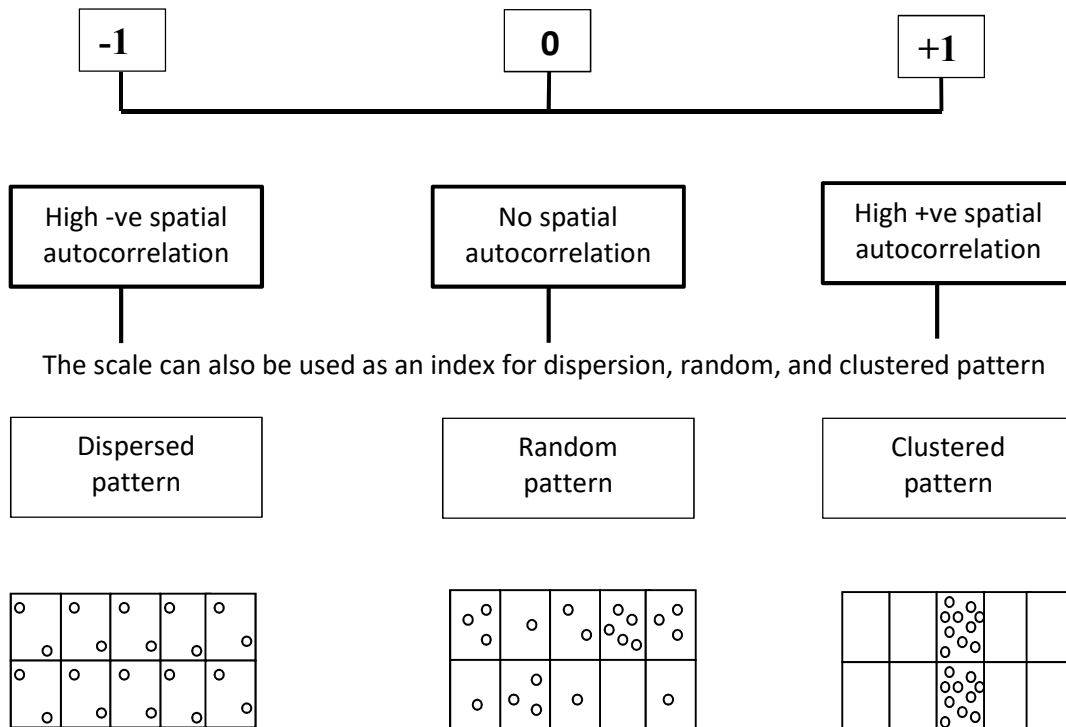 -1
0
+1
High -ve spatial
autocorrelation
No spatial
autocorrelation
High +ve spatial
autocorrelation
The scale can also be used as an index for dispersion, random, and clustered pattern
Dispersed
pattern
Random
pattern
Clustered
pattern